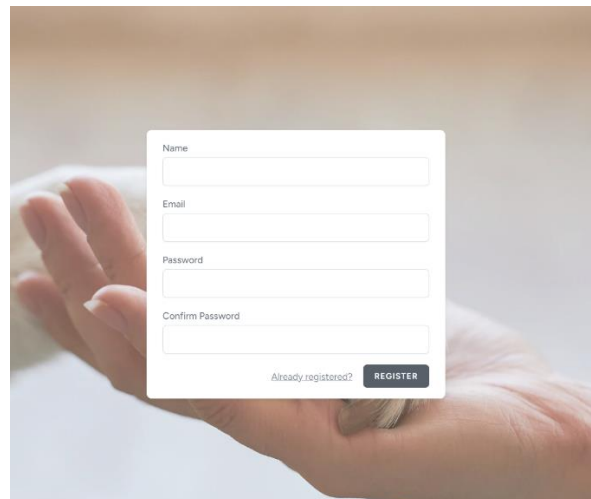 Name
Email
Password
Confirm Password
Already registered? REGISTER